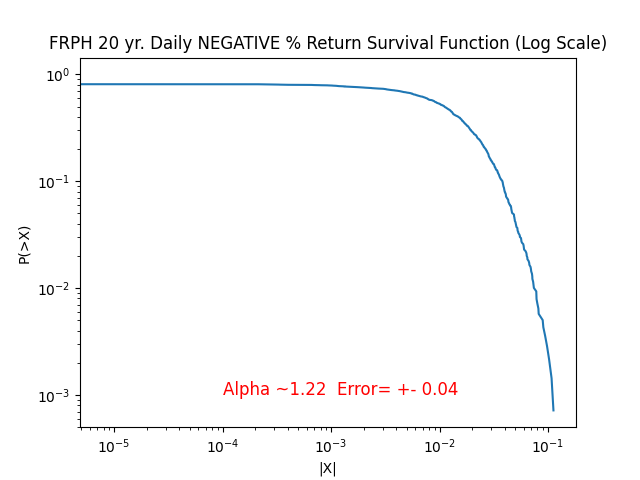 FRPH 20 yr. Daily NEGATIVE % Return Survival Function (Log Scale)
10⁰
10⁻¹
10⁻²
10⁻³
P(>X)
Alpha ~1.22  Error= +- 0.04
10⁻⁵ 10⁻⁴ 10⁻³ 10⁻² 10⁻¹
|X|